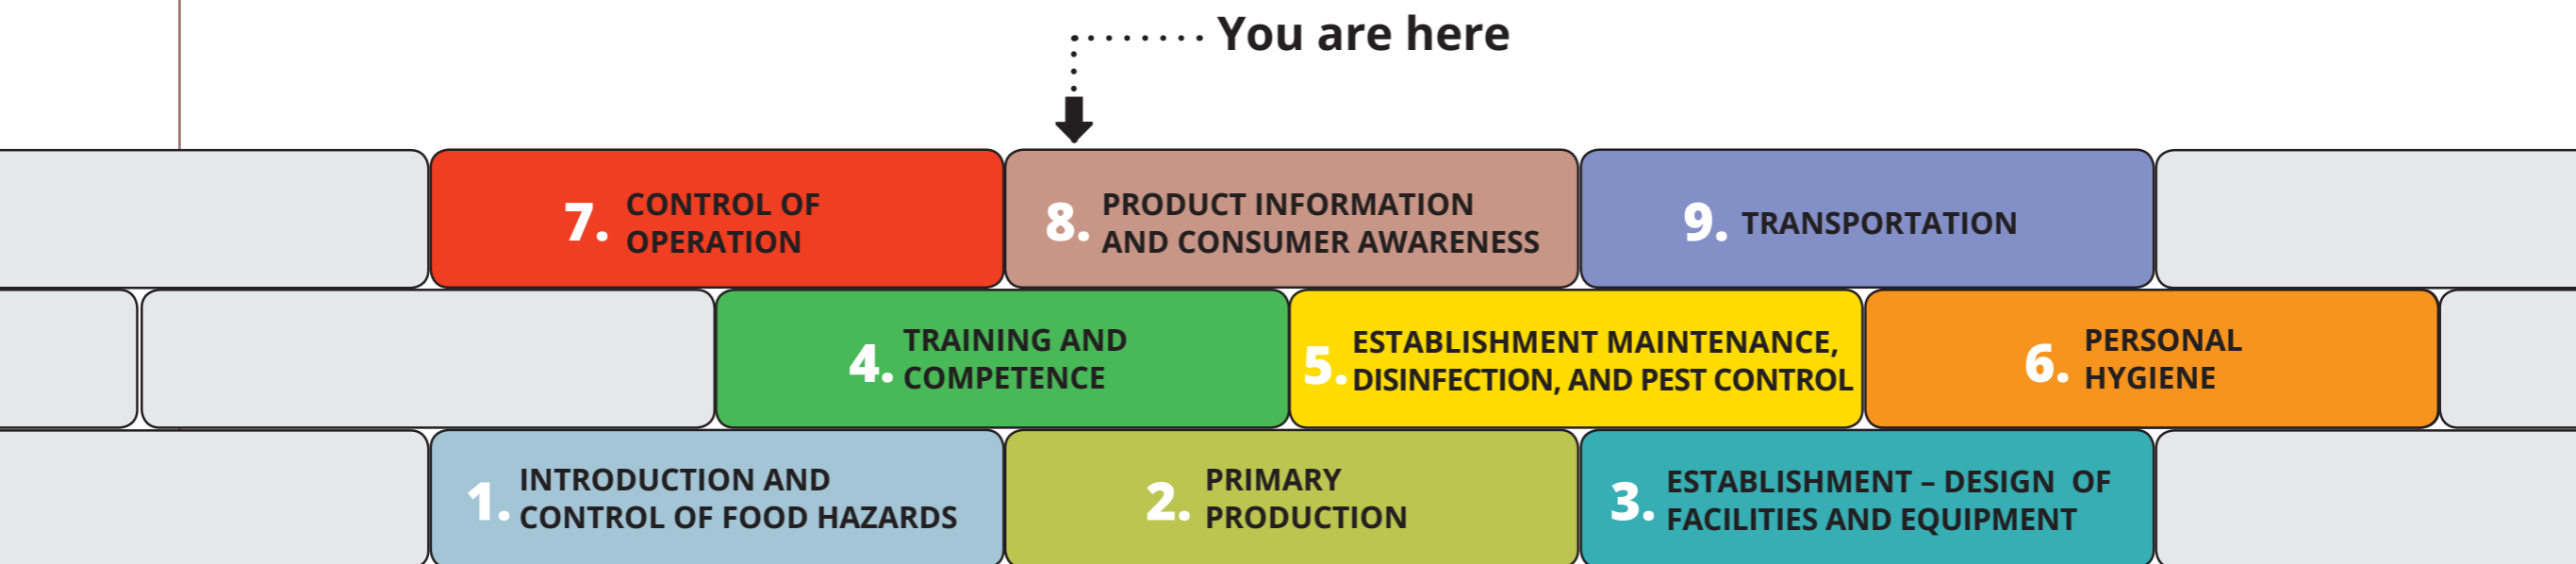 You are here
7. CONTROL OF
OPERATION
8. PRODUCT INFORMATION
AND CONSUMER AWARENESS
9. TRANSPORTATION
4. TRAINING AND
COMPETENCE
5. ESTABLISHMENT MAINTENANCE,
DISINFECTION, AND PEST CONTROL
6. PERSONAL
HYGIENE
1. INTRODUCTION AND
CONTROL OF FOOD HAZARDS
2. PRIMARY
PRODUCTION
3. ESTABLISHMENT – DESIGN OF
FACILITIES AND EQUIPMENT